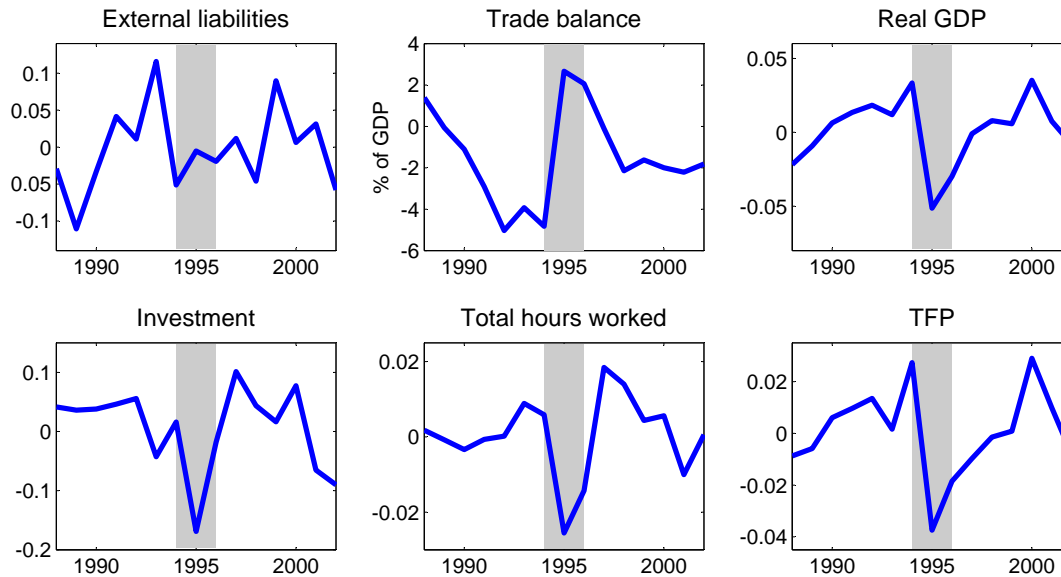 External liabilities
0.1
0.05
0
0.05
-0.1
1990 1995 2000
Trade balance
% of GDP
4
2
0
-2
-4
-6
1990 1995 2000
Real GDP
0.05
0
-0.05
1990 1995 2000
Investment
0.1
0
-0.1
-0.2
1990 1995 2000
Total hours worked
0.02
0
-0.02
1990 1995 2000
TFP
0.02
0
-0.02
-0.04
1990 1995 2000